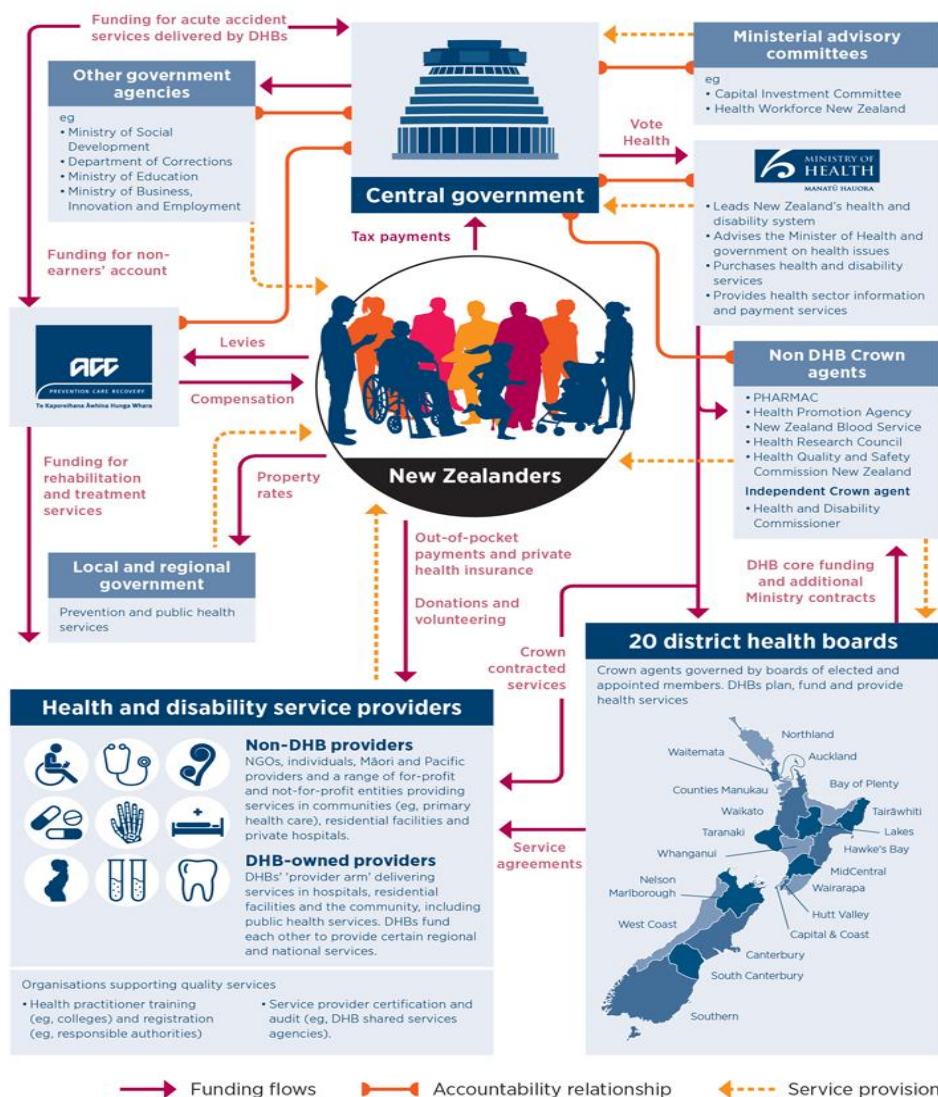 Funding for acute accident
services delivered by DHBs
Other government
agencies
eg
• Ministry of Social
Development
• Department of Corrections
• Ministry of Education
• Ministry of Business,
Innovation and Employment
Central government
Ministerial advisory
committees
eg
• Capital Investment Committee
• Health Workforce New Zealand
Vote
Health
MINISTRY OF
HEALTH
MANATŪ HAUORA
• Leads New Zealand's health and
disability system
• Advises the Minister of Health and
government on health issues
• Purchases health and disability
services
• Provides health sector information
and payment services
Tax payments
Funding for non-
earners' account
ACC
PREVENTION CARE RECOVERY
Te Kaporeihana Āwhina Hunga Whara
Levies
Compensation
New Zealanders
Non DHB Crown
agents
• PHARMAC
• Health Promotion Agency
• New Zealand Blood Service
• Health Research Council
• Health Quality and Safety
Commission New Zealand
Independent Crown agent
• Health and Disability
Commissioner
Funding for
rehabilitation
and treatment
services
Property
rates
Local and regional
government
Prevention and public health
services
Out-of-pocket
payments and private
health insurance
Donations and
volunteering
Crown
contracted
services
DHB core funding
and additional
Ministry contracts
20 district health boards
Crown agents governed by boards of elected and
appointed members. DHBs plan, fund and provide
health services
Northland
Waitemata
Auckland
Counties Manukau
Bay of Plenty
Waikato
Tairāwhiti
Taranaki
Lakes
Whanganui
Hawke's Bay
MidCentral
Nelson
Marlborough
Wairarapa
Hutt Valley
West Coast
Capital & Coast
Canterbury
South Canterbury
Southern
Health and disability service providers
Non-DHB providers
NGOs, individuals, Māori and Pacific
providers and a range of for-profit
and not-for-profit entities providing
services in communities (eg, primary
health care), residential facilities and
private hospitals.
DHB-owned providers
DHBs' 'provider arm' delivering
services in hospitals, residential
facilities and the community, including
public health services. DHBs fund
each other to provide certain regional
and national services.
Service
agreements
Organisations supporting quality services
• Health practitioner training
(eg, colleges) and registration
(eg, responsible authorities)
• Service provider certification and
audit (eg, DHB shared services
agencies).
Funding flows
Accountability relationship
Service provision